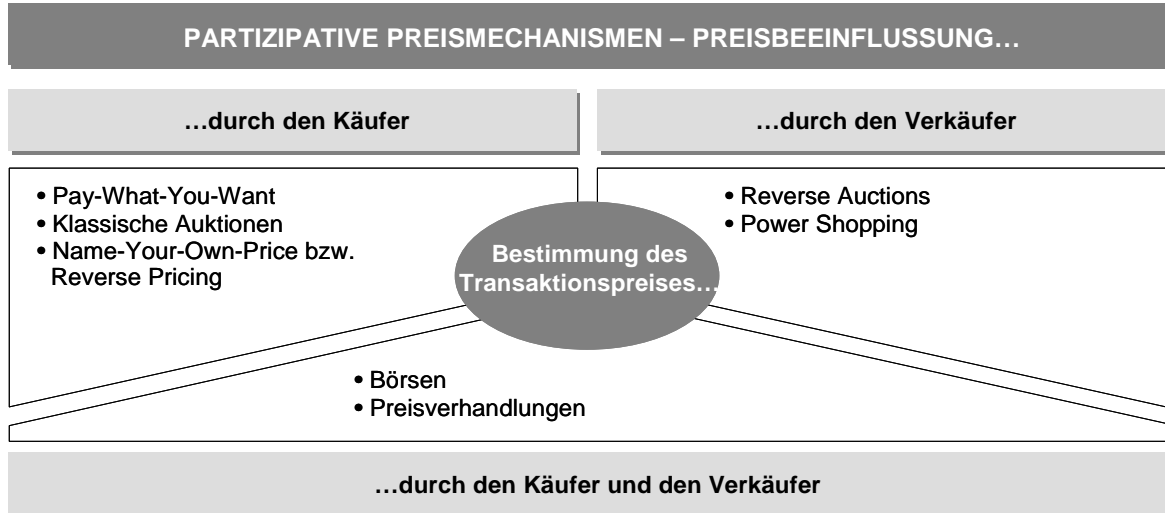 PARTIZIPATIVE PREISMECHANISMEN – PREISBEEINFLUSSUNG…
…durch den Käufer
…durch den Verkäufer
• Pay-What-You-Want
• Klassische Auktionen
• Name-Your-Own-Price bzw.
Reverse Pricing
• Reverse Auctions
• Power Shopping
Bestimmung des
Transaktionspreises…
• Börsen
• Preisverhandlungen
…durch den Käufer und den Verkäufer